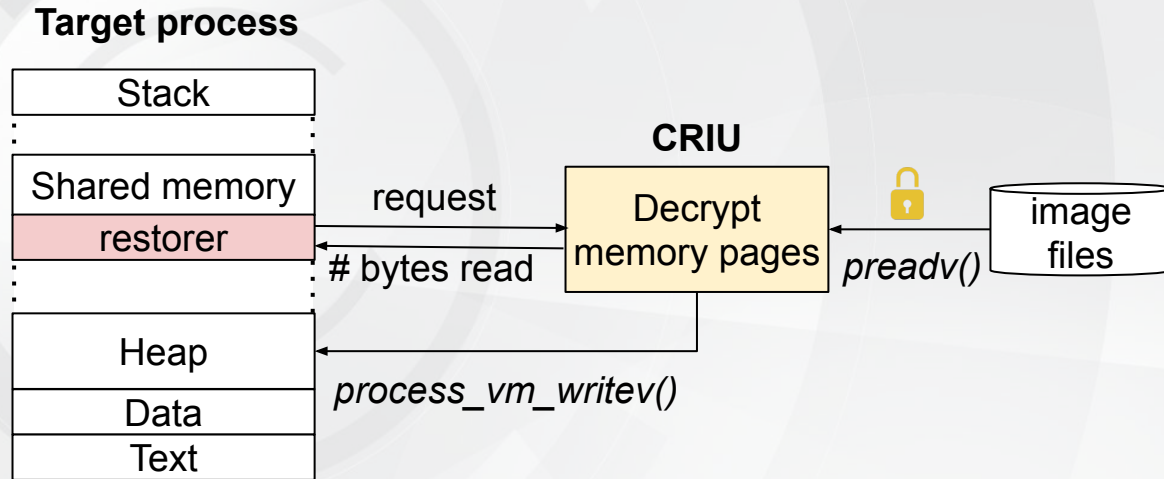 Target process
Stack
Shared memory
restorer
Heap
Data
Text
request
# bytes read
process_vm_writev()
CRIU
Decrypt
memory pages
preadv()
image
files